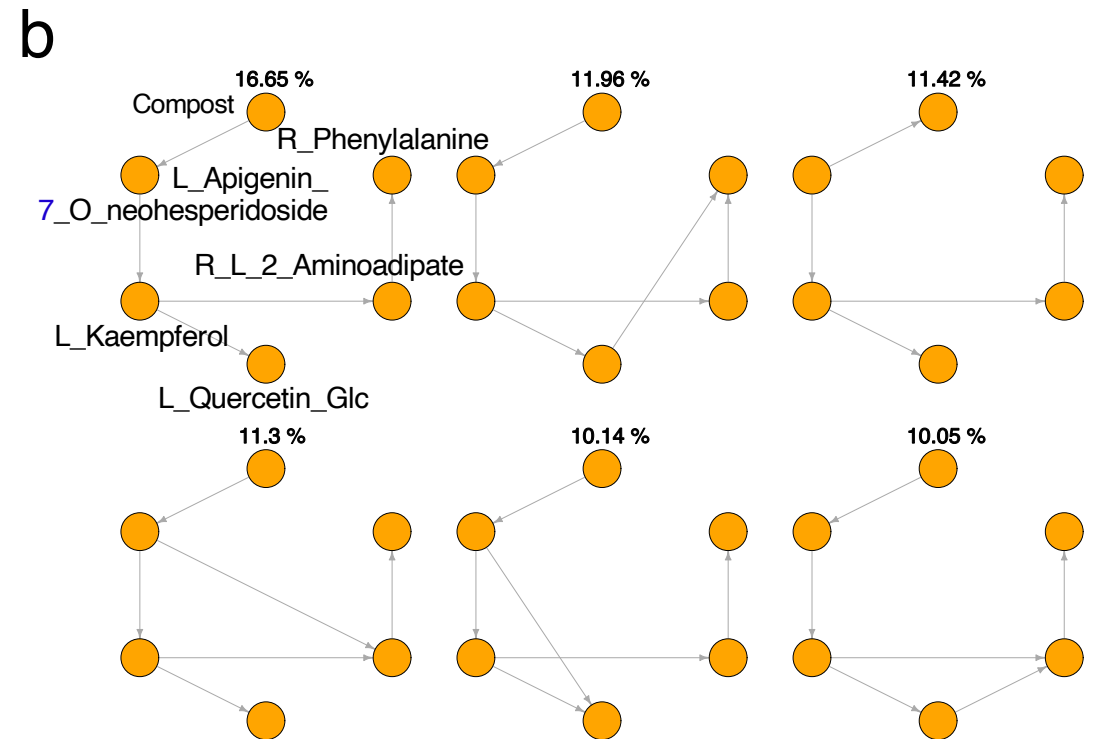 b
16.65 %
11.96 %
11.42 %
Compost
R_Phenylalanine
L_Apigenin_
7_O_neohesperidoside
R_L_2_Aminoadipate
L_Kaempferol
L_Quercetin_Glc
11.3 %
10.14 %
10.05 %